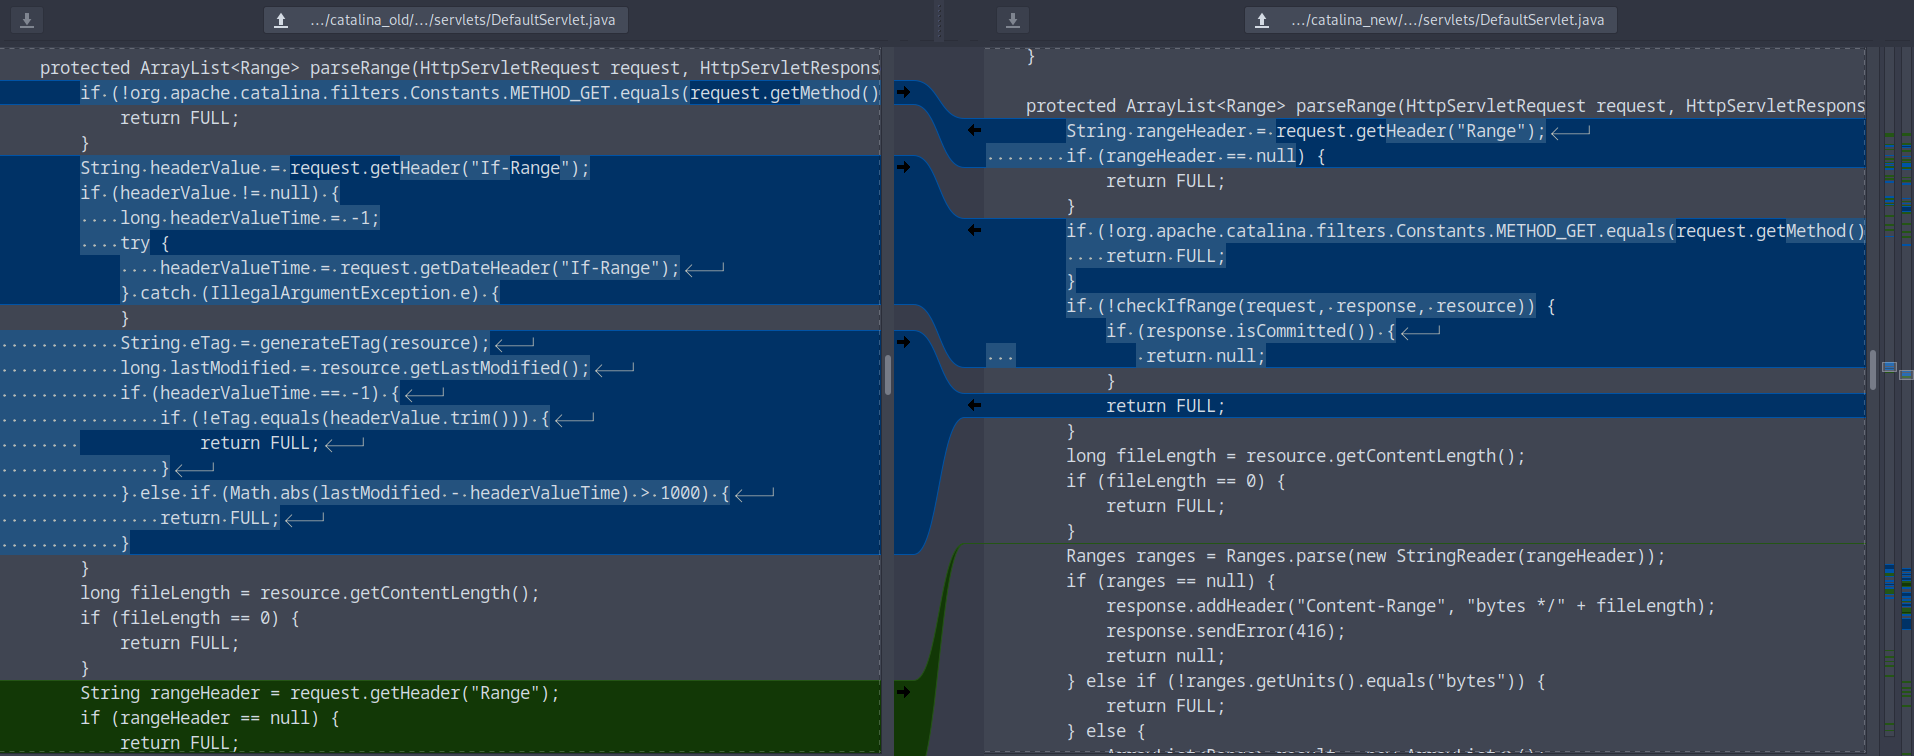 .../catalina_old/.../servlets/DefaultServlet.java
protected ArrayList<Range> parseRange(HttpServletRequest request, HttpServletRespons
if (!org.apache.catalina.filters.Constants.METHOD_GET.equals(request.getMethod()
return FULL;
}
String headerValue = request.getHeader("If-Range");
if (headerValue != null) {
long headerValueTime = -1;
try {
headerValueTime = request.getDateHeader("If-Range");
} catch (IllegalArgumentException e) {
}
String eTag = generateETag(resource);
long lastModified = resource.getLastModified();
if (headerValueTime == -1) {
if (!eTag.equals(headerValue.trim())) {
return FULL;
}
} else if (Math.abs(lastModified - headerValueTime) > 1000) {
return FULL;
}
}
long fileLength = resource.getContentLength();
if (fileLength == 0) {
return FULL;
}
String rangeHeader = request.getHeader("Range");
if (rangeHeader == null) {
return FULL;
.../catalina_new/.../servlets/DefaultServlet.java
}
protected ArrayList<Range> parseRange(HttpServletRequest request, HttpServletRespons
String rangeHeader = request.getHeader("Range");
if (rangeHeader == null) {
return FULL;
}
if (!org.apache.catalina.filters.Constants.METHOD_GET.equals(request.getMethod()
return FULL;
}
if (!checkIfRange(request, response, resource)) {
if (response.isCommitted()) {
return null;
}
return FULL;
}
long fileLength = resource.getContentLength();
if (fileLength == 0) {
return FULL;
}
Ranges ranges = Ranges.parse(new StringReader(rangeHeader));
if (ranges == null) {
response.addHeader("Content-Range", "bytes */" + fileLength);
response.sendError(416);
return null;
} else if (!ranges.getUnits().equals("bytes")) {
return FULL;
} else {